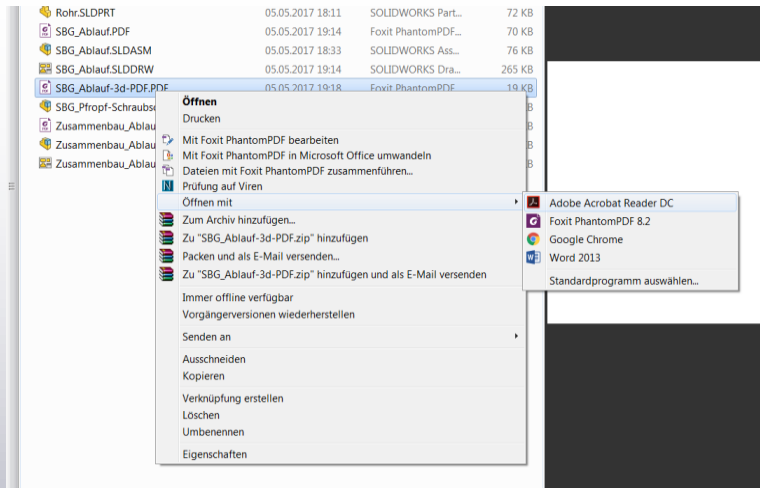 Rohr.SLDPRT 05.05.2017 18:11 SOLIDWORKS Part... 72 KB
SBG_Ablauf.PDF 05.05.2017 19:14 Foxit PhantomPDF... 70 KB
SBG_Ablauf.SLDASM 05.05.2017 18:33 SOLIDWORKS Ass... 76 KB
SBG_Ablauf.SLDDRW 05.05.2017 19:14 SOLIDWORKS Dra... 265 KB
SBG_Ablauf-3d-PDF.PDF 05.05.2017 19:18 Foxit PhantomPDF 19 KB
SBG_Pfropf-Schraubs
Zusammenbau_Ablau
Zusammenbau_Ablau
Zusammenbau_Ablau
Öffnen
Drucken
Mit Foxit PhantomPDF bearbeiten
Mit Foxit PhantomPDF in Microsoft Office umwandeln
Dateien mit Foxit PhantomPDF zusammenführen...
Prüfung auf Viren
Öffnen mit
Zum Archiv hinzufügen...
Zu "SBG_Ablauf-3d-PDF.zip" hinzufügen
Packen und als E-Mail versenden...
Zu "SBG_Ablauf-3d-PDF.zip" hinzufügen und als E-Mail versenden
Immer offline verfügbar
Vorgängerversionen wiederherstellen
Senden an
Ausschneiden
Kopieren
Verknüpfung erstellen
Löschen
Umbenennen
Eigenschaften
Adobe Acrobat Reader DC
Foxit PhantomPDF 8.2
Google Chrome
Word 2013
Standardprogramm auswählen...